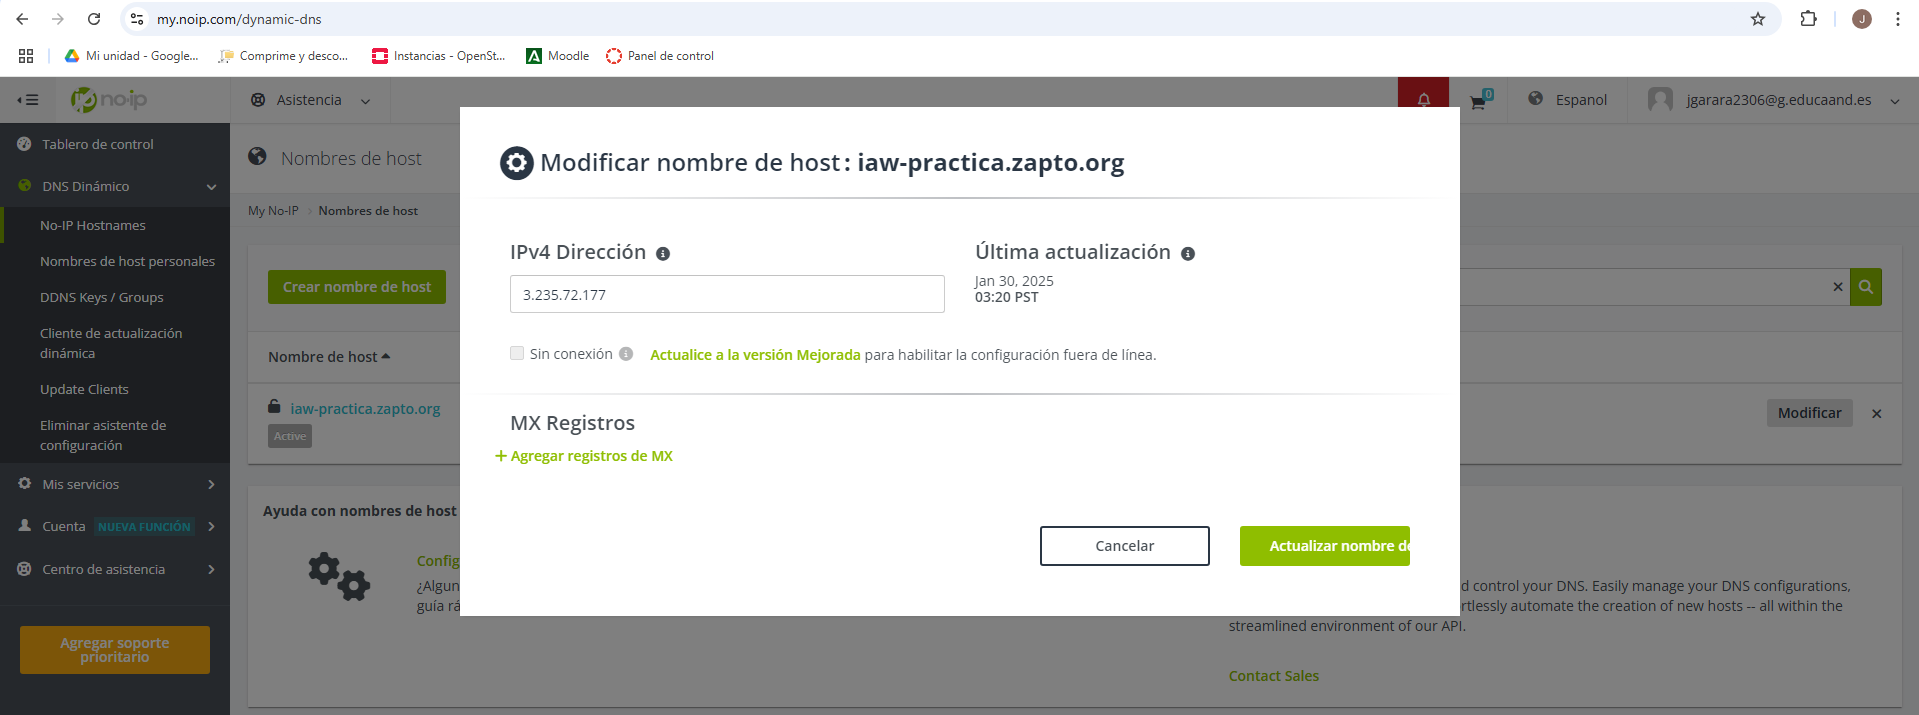 my.noip.com/dynamic-dns
J
Mi unidad - Google...
Comprime y desco...
Instancias - OpenSt...
Moodle
Panel de control
no-ip
Asistencia
0
Espanol
jgarara2306@g.educaand.es
Tablero de control
DNS Dinámico
No-IP Hostnames
Nombres de host personales
DDNS Keys / Groups
Cliente de actualización
dinámica
Update Clients
Eliminar asistente de
configuración
Mis servicios
Cuenta NUEVA FUNCIÓN
Centro de asistencia
Agregar soporte
prioritario
Nombres de host
My No-IP
Nombres de host
Crear nombre de host
Nombre de host
iaw-practica.zapto.org
Active
Modificar
Modificar nombre de host: iaw-practica.zapto.org
IPv4 Dirección
3.235.72.177
Última actualización
Jan 30, 2025
03:20 PST
Sin conexión
Actualice a la versión Mejorada para habilitar la configuración fuera de línea.
MX Registros
+ Agregar registros de MX
Cancelar
Actualizar nombre de
Ayuda con nombres de host
Config
¿Algun
guía rá
d control your DNS. Easily manage your DNS configurations,
rtlessly automate the creation of new hosts -- all within the
streamlined environment of our API.
Contact Sales